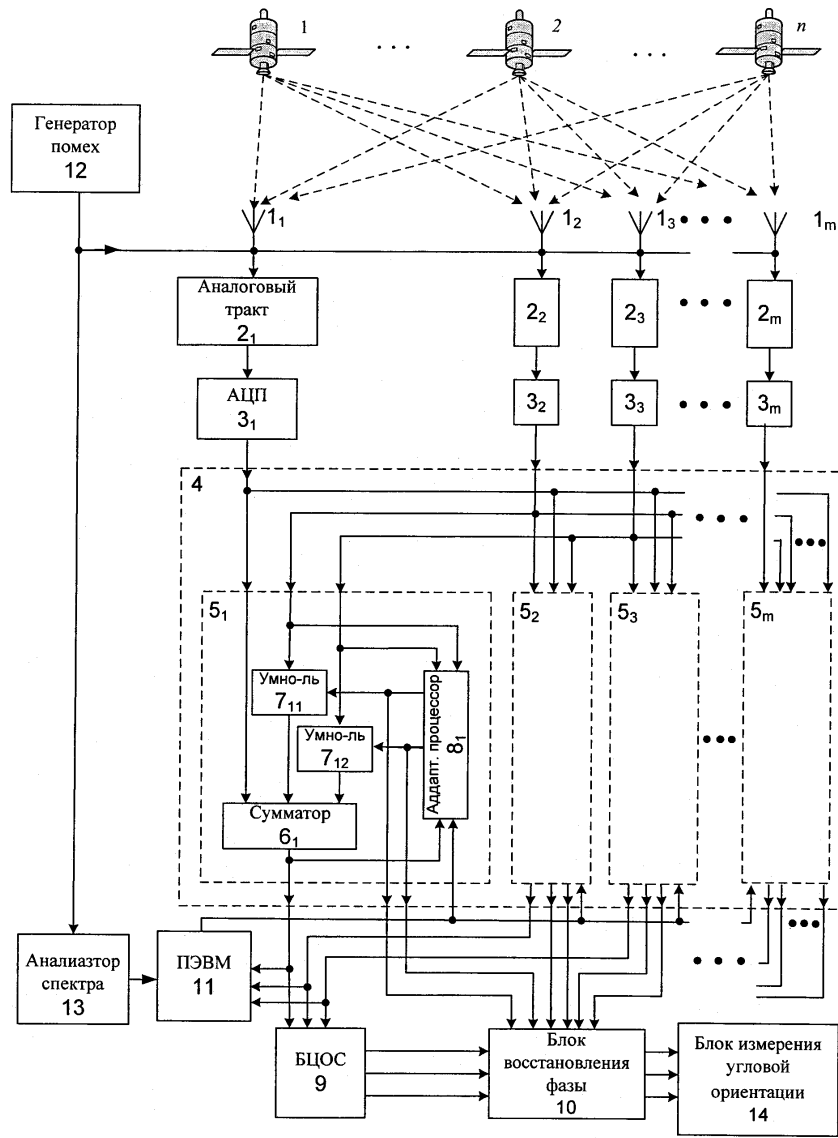 1
2
n
Генератор
помех
12
1₁
1₂
1₃
1m
Аналоговый
тракт
2₁
2₂
2₃
2m
АЦП
3₁
3₂
3₃
3m
4
5₁
5₂
5₃
5m
Умно-ль
7₁₁
Умно-ль
7₁₂
Аддапт. процессор
8₁
Сумматор
6₁
Аналиазтор
спектра
13
ПЭВМ
11
БЦОС
9
Блок
восстановления
фазы
10
Блок измерения
угловой
ориентации
14